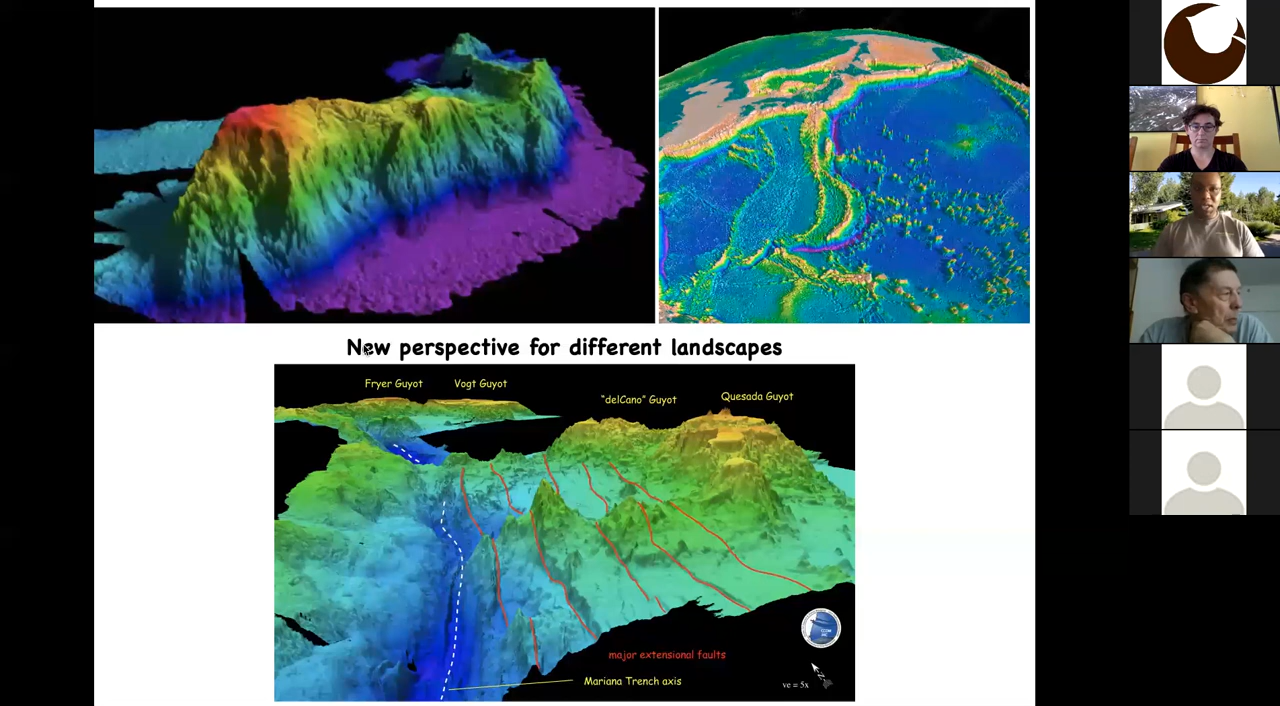 New perspective for different landscapes
Fryer Guyot
Vogt Guyot
"delCano" Guyot
Quesada Guyot
major extensional faults
Mariana Trench axis
ve = 5x